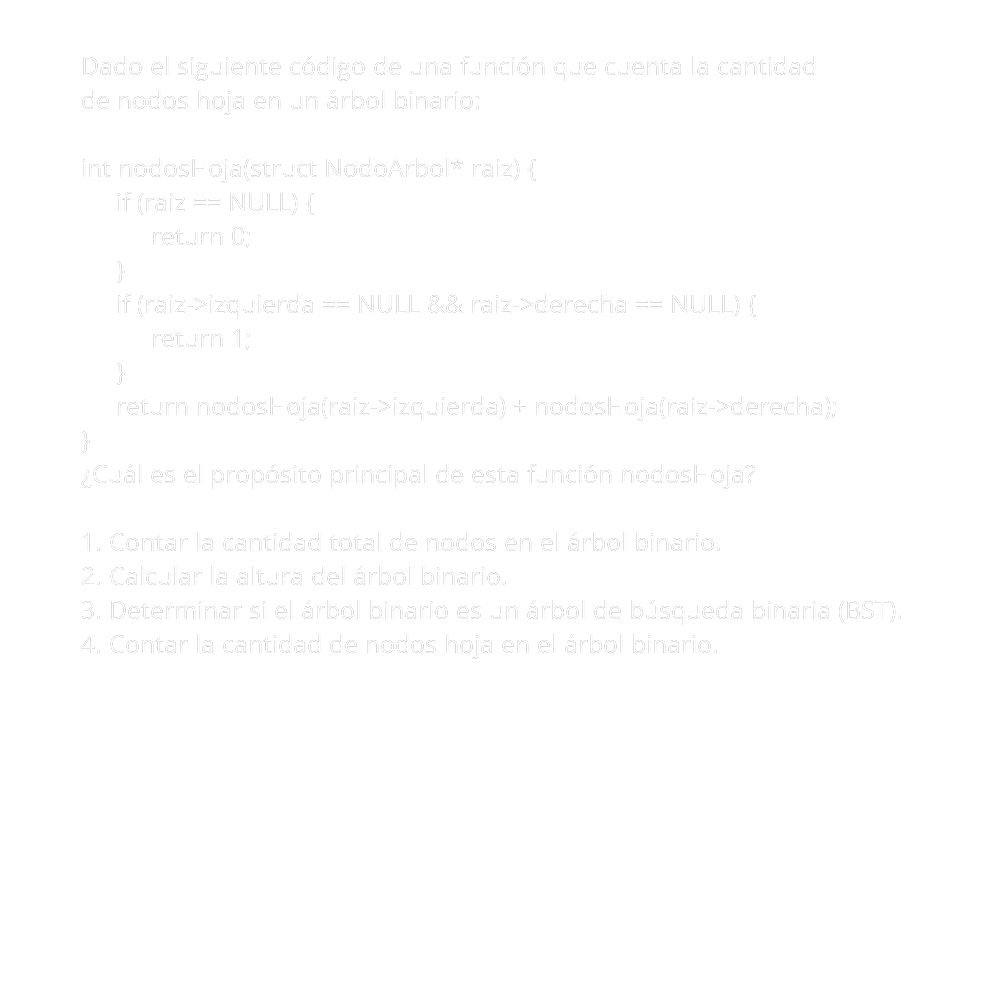 Dado el siguiente código de una función que cuenta la cantidad
de nodos hoja en un árbol binario:
int nodosHoja(struct NodoArbol* raiz) {
if (raiz == NULL) {
return 0;
}
if (raiz->izquierda == NULL && raiz->derecha == NULL) {
return 1;
}
return nodosHoja(raiz->izquierda) + nodosHoja(raiz->derecha);
}
¿Cuál es el propósito principal de esta función nodosHoja?
1. Contar la cantidad total de nodos en el árbol binario.
2. Calcular la altura del árbol binario.
3. Determinar si el árbol binario es un árbol de búsqueda binaria (BST).
4. Contar la cantidad de nodos hoja en el árbol binario.